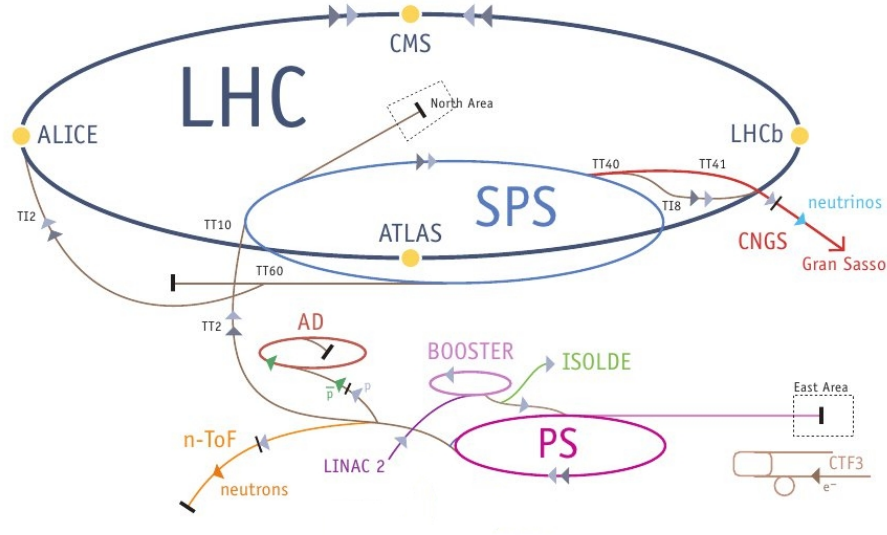 CMS
LHC
North Area
ALICE
LHCb
TT40
TT41
TI8
neutrinos
SPS
TI2
TT10
ATLAS
CNGS
Gran Sasso
TT60
TT2
AD
BOOSTER
ISOLDE
p̅
p
East Area
n-ToF
PS
LINAC 2
CTF3
neutrons
e⁻